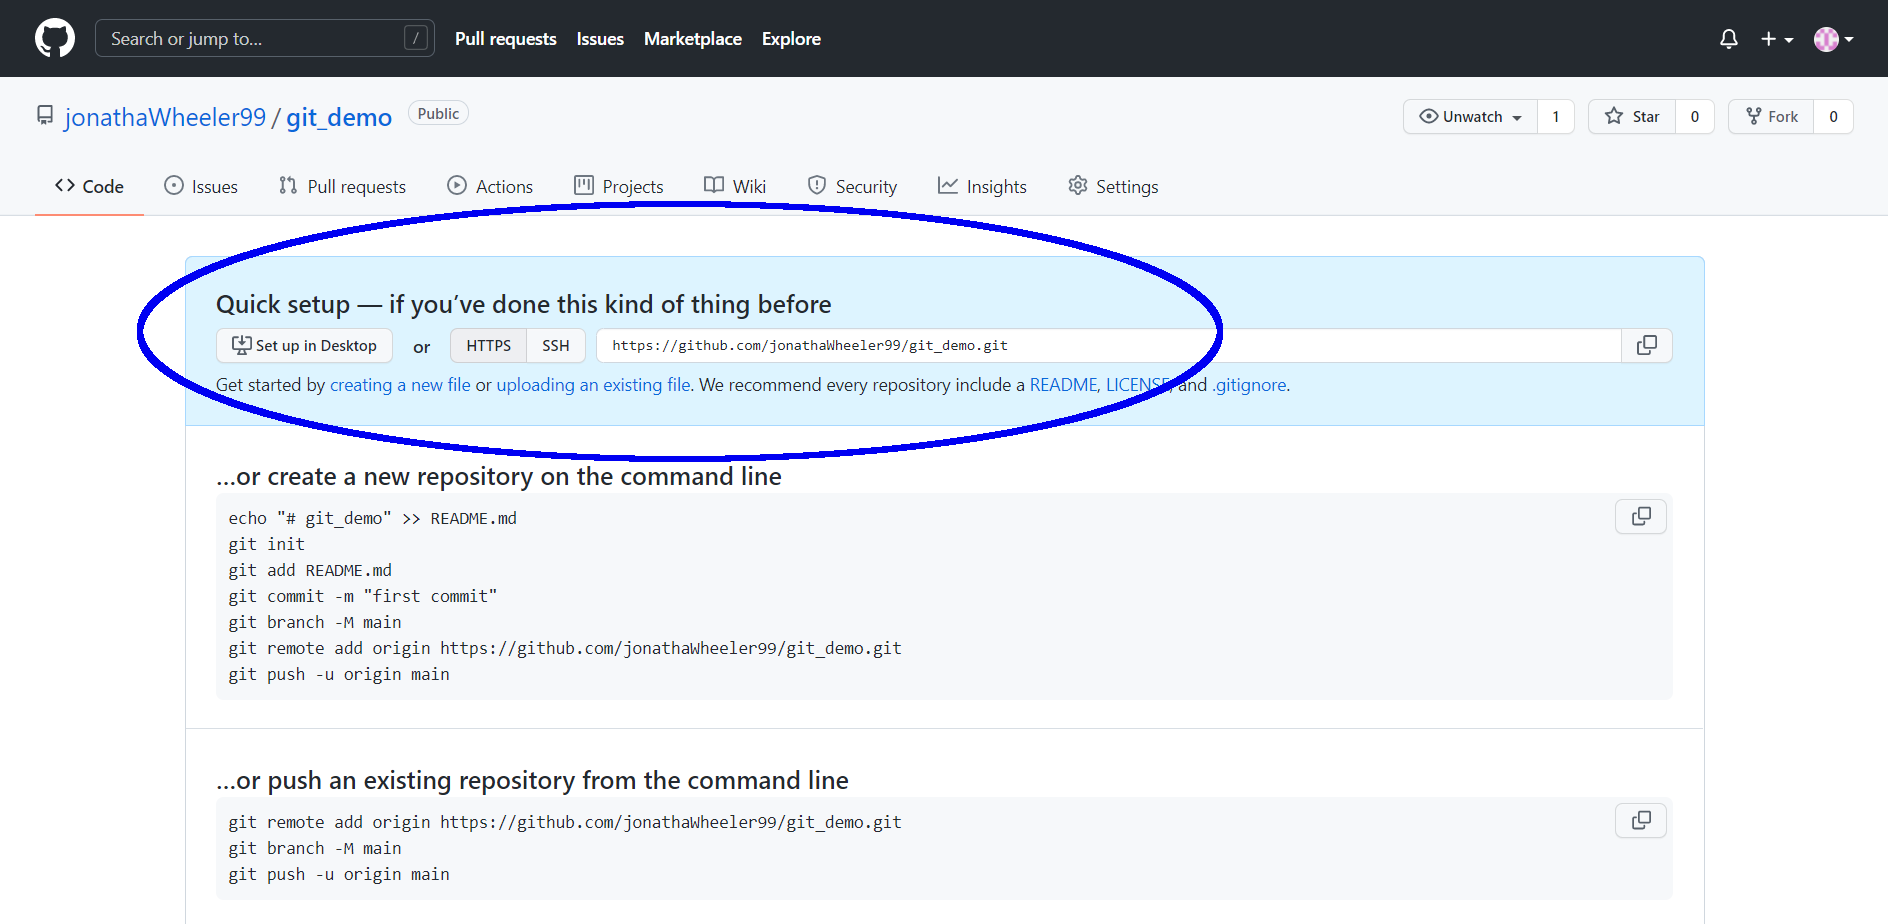 Search or jump to... /
Pull requests Issues Marketplace Explore
jonathaWheeler99 / git_demo Public
Unwatch 1 Star 0 Fork 0
Code Issues Pull requests Actions Projects Wiki Security Insights Settings
Quick setup — if you’ve done this kind of thing before
Set up in Desktop or HTTPS SSH https://github.com/jonathaWheeler99/git_demo.git
Get started by creating a new file or uploading an existing file. We recommend every repository include a README, LICENSE, and .gitignore.
…or create a new repository on the command line
echo "# git_demo" >> README.md
git init
git add README.md
git commit -m "first commit"
git branch -M main
git remote add origin https://github.com/jonathaWheeler99/git_demo.git
git push -u origin main
…or push an existing repository from the command line
git remote add origin https://github.com/jonathaWheeler99/git_demo.git
git branch -M main
git push -u origin main